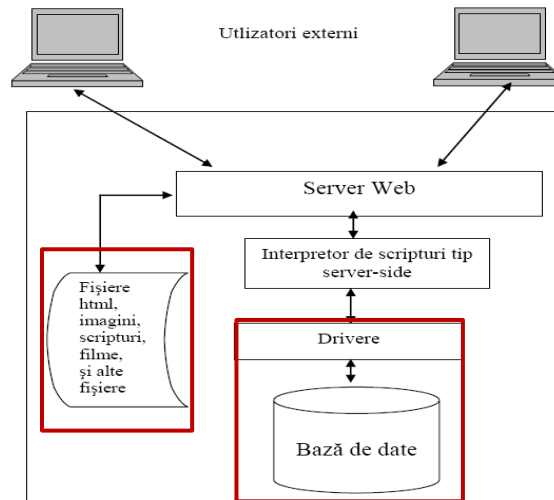 Utlizatori externi
Server Web
Interpretor de scripturi tip
server-side
Fişiere
html,
imagini,
scripturi,
filme,
şi alte
fişiere
Drivere
Bază de date